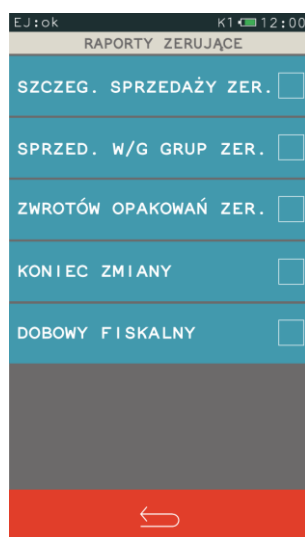 EJ:ok K1 12:00
RAPORTY ZERUJĄCE
SZCZEG. SPRZEDAŻY ZER.
SPRZED. W/G GRUP ZER.
ZWROTÓW OPAKOWAŃ ZER.
KONIEC ZMIANY
DOBOWY FISKALNY